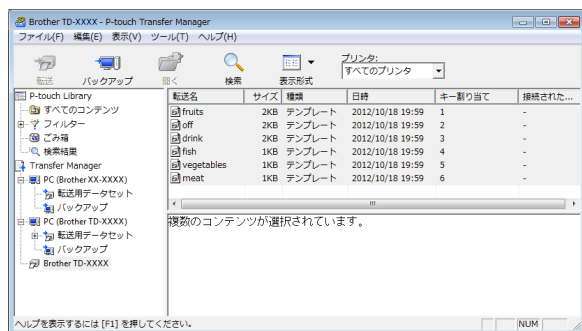 Brother TD-XXXX - P-touch Transfer Manager
ファイル(F) 編集(E) 表示(V) ツール(T) ヘルプ(H)
転送 バックアップ 開く 検索 表示形式 プリンタ:
すべてのプリンタ
P-touch Library
すべてのコンテンツ
フィルター
ごみ箱
検索結果
Transfer Manager
PC (Brother XX-XXXX)
転送用データセット
バックアップ
PC (Brother TD-XXXX)
転送用データセット
バックアップ
Brother TD-XXXX
転送名 サイズ 種類 日時 キー割り当て 接続された...
fruits 2KB テンプレート 2012/10/18 19:59 1 -
off 2KB テンプレート 2012/10/18 19:59 2 -
drink 2KB テンプレート 2012/10/18 19:59 3 -
fish 1KB テンプレート 2012/10/18 19:59 4 -
vegetables 1KB テンプレート 2012/10/18 19:59 5 -
meat 1KB テンプレート 2012/10/18 19:59 6 -
複数のコンテンツが選択されています。
ヘルプを表示するには [F1] を押してください。 NUM